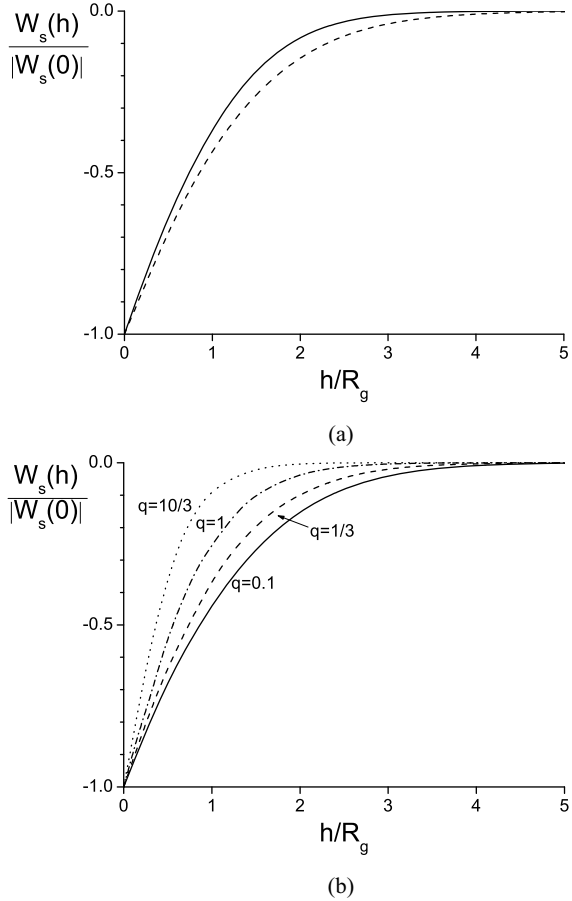 W_s(h)
|W_s(0)|
0.0
-0.5
-1.0
0 1 2 3 4 5
h/R_g
(a)
W_s(h)
|W_s(0)|
0.0
q=10/3
q=1
q=1/3
q=0.1
-0.5
-1.0
0 1 2 3 4 5
h/R_g
(b)